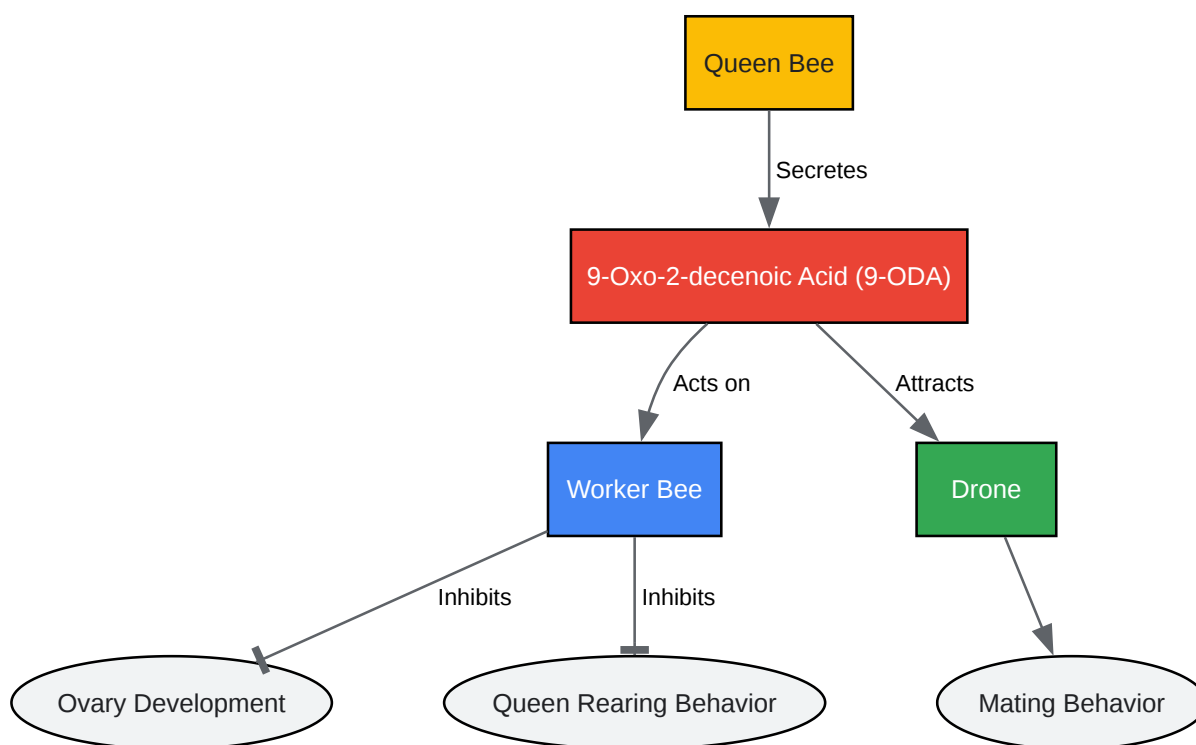 Queen Bee
Secretes
9-Oxo-2-decenoic Acid (9-ODA)
Acts on
Attracts
Worker Bee
Drone
Inhibits
Inhibits
Ovary Development
Queen Rearing Behavior
Mating Behavior